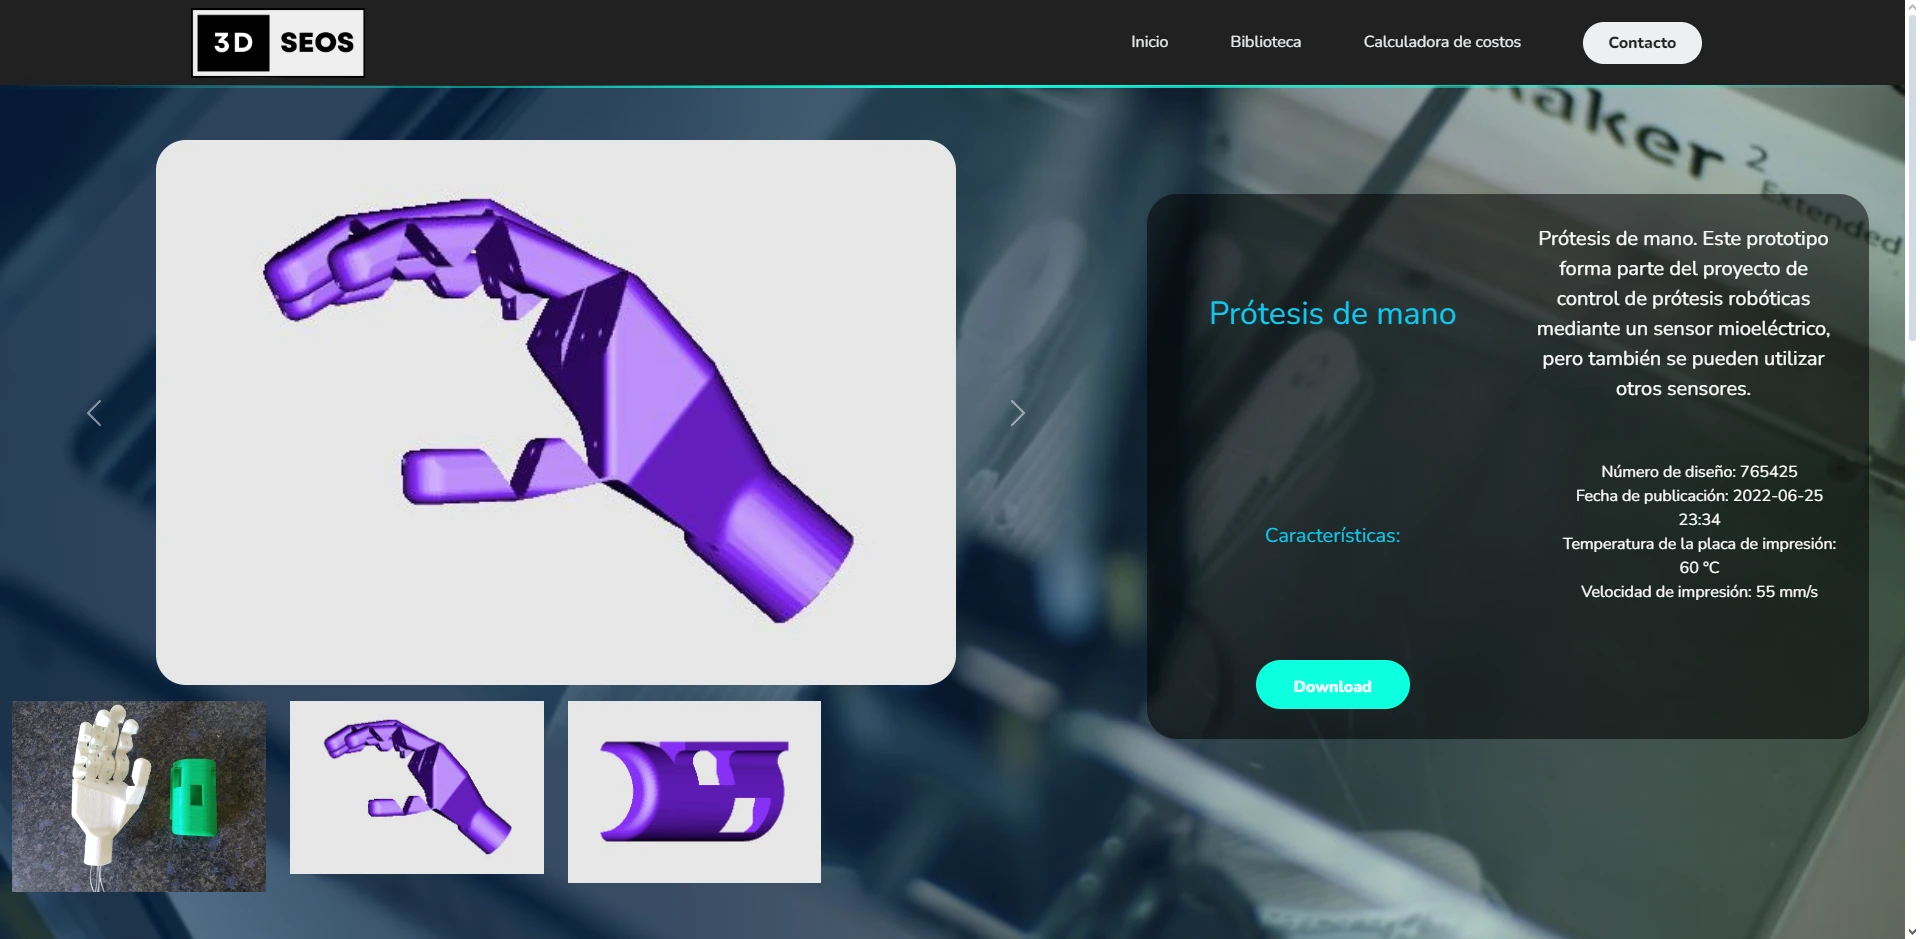 3D SEOS
Inicio
Biblioteca
Calculadora de costos
Contacto
aker
2
Extended
Prótesis de mano
Prótesis de mano. Este prototipo
forma parte del proyecto de
control de prótesis robóticas
mediante un sensor mioeléctrico,
pero también se pueden utilizar
otros sensores.
Características:
Número de diseño: 765425
Fecha de publicación: 2022-06-25
23:34
Temperatura de la placa de impresión:
60 °C
Velocidad de impresión: 55 mm/s
Download